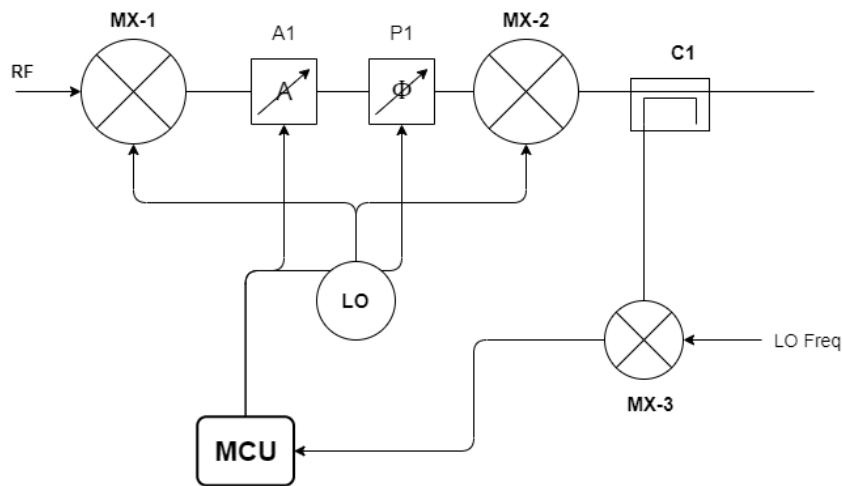 MX-1
A1
P1
MX-2
C1
RF
A
Φ
LO
LO Freq
MX-3
MCU